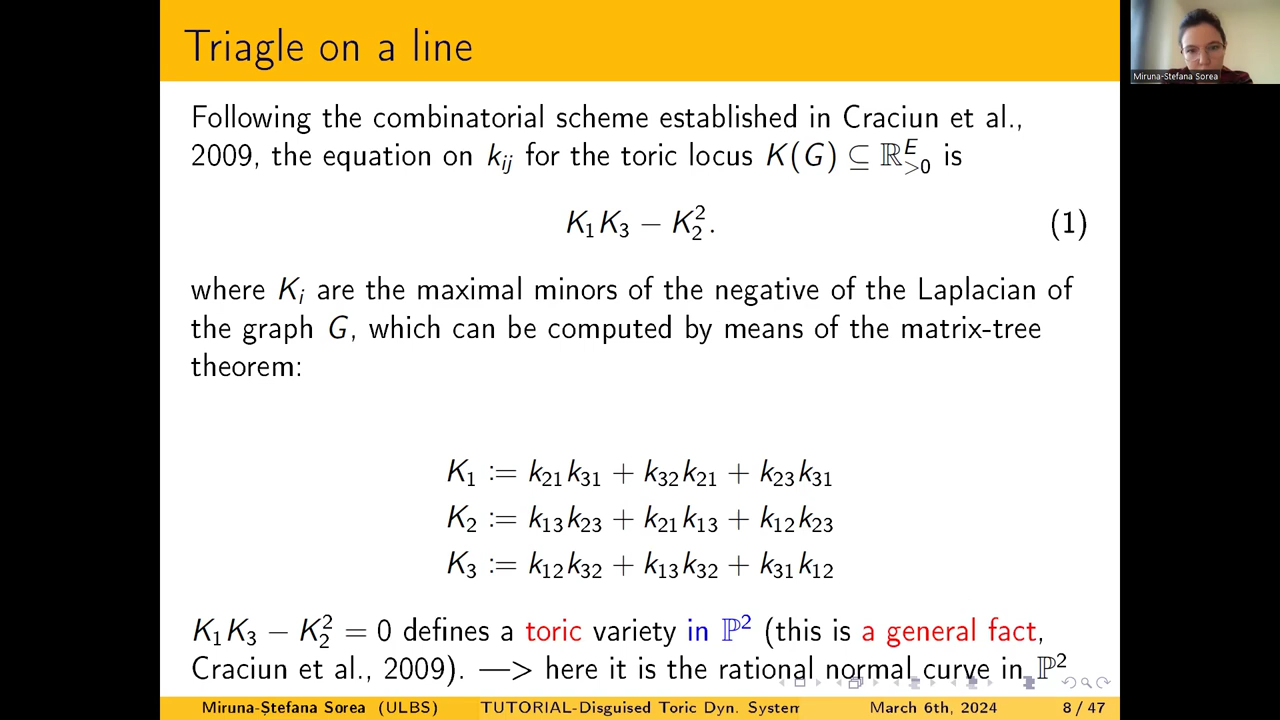 Triagle on a line
Miruna-Stefana Sorea
Following the combinatorial scheme established in Craciun et al.,
2009, the equation on k_{ij} for the toric locus K(G) ⊆ ℝ^E_{>0} is
K_1K_3 − K_2^2. (1)
where K_i are the maximal minors of the negative of the Laplacian of
the graph G, which can be computed by means of the matrix-tree
theorem:
K_1 := k_{21}k_{31} + k_{32}k_{21} + k_{23}k_{31}
K_2 := k_{13}k_{23} + k_{21}k_{13} + k_{12}k_{23}
K_3 := k_{12}k_{32} + k_{13}k_{32} + k_{31}k_{12}
K_1K_3 − K_2^2 = 0 defines a toric variety in ℙ^2 (this is a general fact,
Craciun et al., 2009). —> here it is the rational normal curve in ℙ^2
Miruna-Ștefana Sorea (ULBS) TUTORIAL-Disguised Toric Dyn. System March 6th, 2024 8 / 47